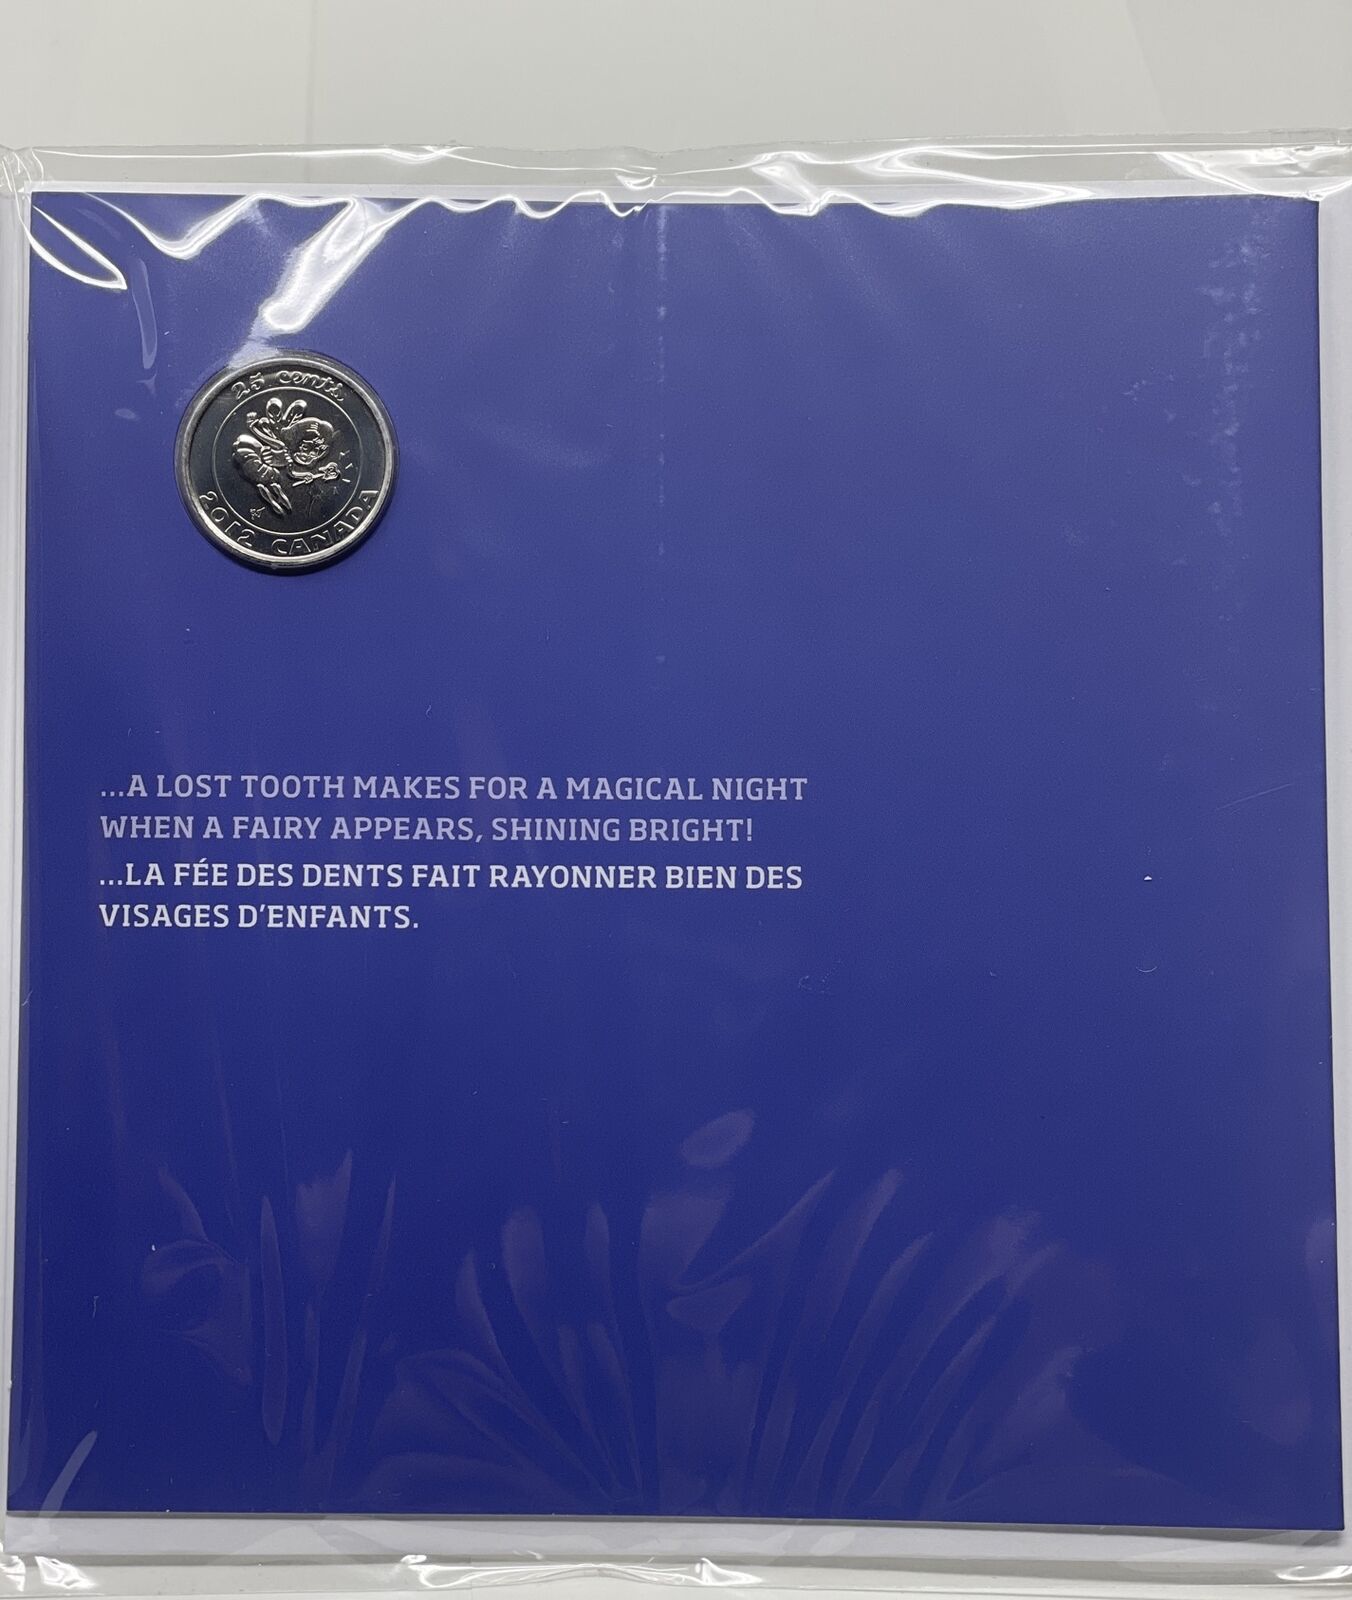 25 cents
2012 CANADA
...A LOST TOOTH MAKES FOR A MAGICAL NIGHT
WHEN A FAIRY APPEARS, SHINING BRIGHT!
...LA FÉE DES DENTS FAIT RAYONNER BIEN DES
VISAGES D'ENFANTS.